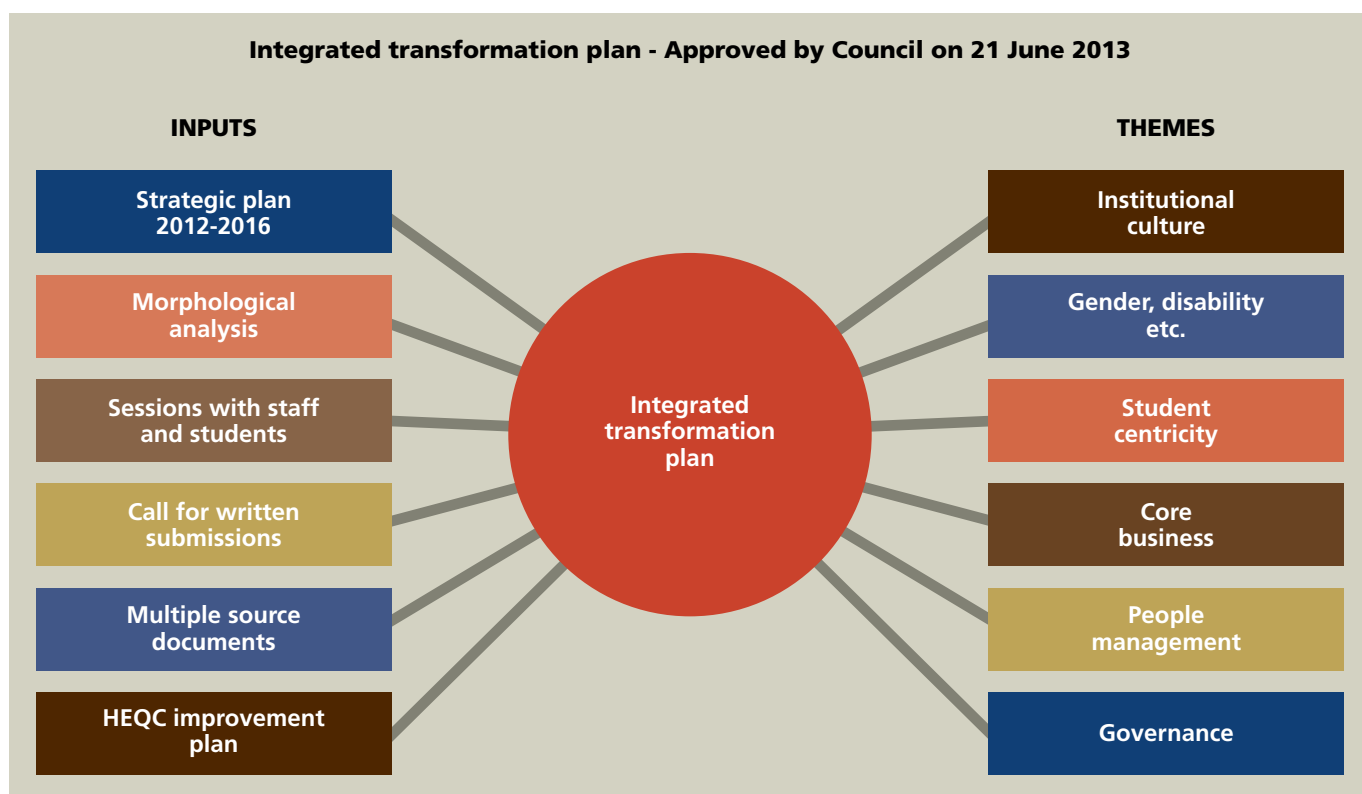 Integrated transformation plan - Approved by Council on 21 June 2013
INPUTS
Strategic plan
2012-2016
Morphological
analysis
Sessions with staff
and students
Call for written
submissions
Multiple source
documents
HEQC improvement
plan
Integrated
transformation
plan
THEMES
Institutional
culture
Gender, disability
etc.
Student
centricity
Core
business
People
management
Governance